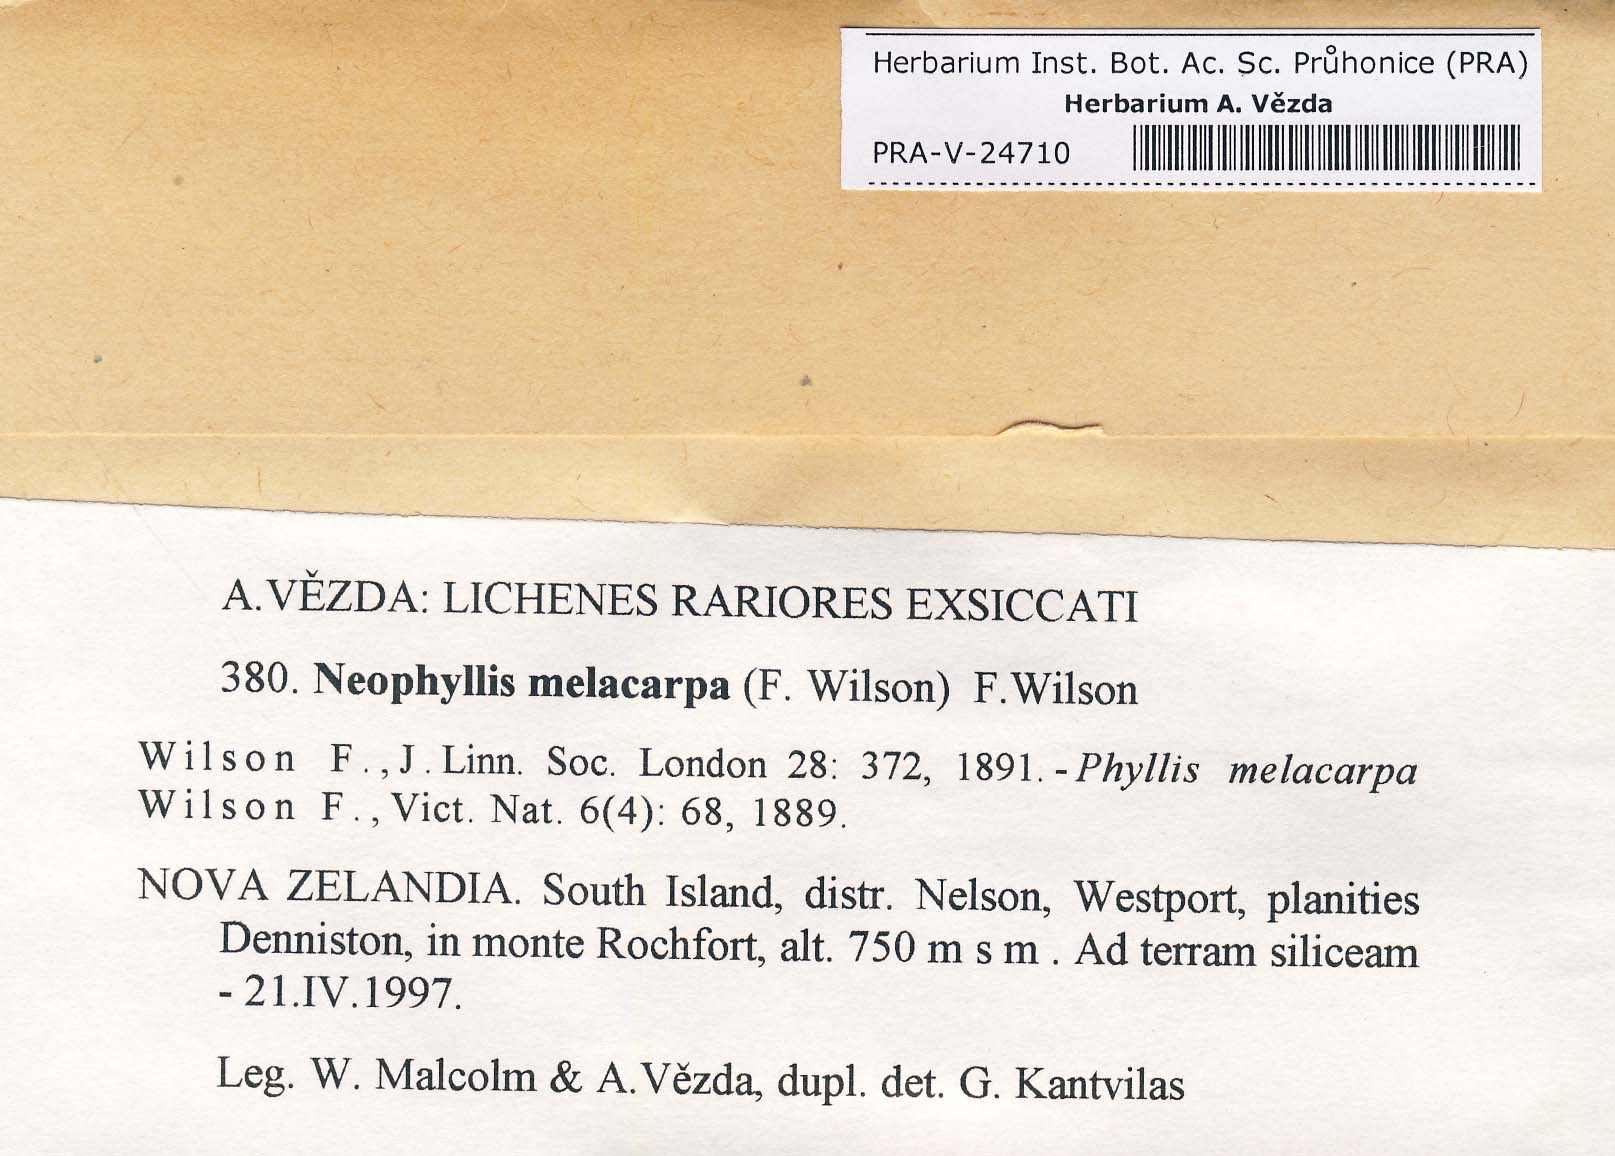 Herbarium Inst. Bot. Ac. Sc. Průhonice (PRA)
Herbarium A. Vězda
PRA-V-24710
A.VĚZDA: LICHENES RARIORES EXSICCATI
380. Neophyllis melacarpa (F. Wilson) F.Wilson
Wilson F., J. Linn. Soc. London 28: 372, 1891. - Phyllis melacarpa
Wilson F., Vict. Nat. 6(4): 68, 1889.
NOVA ZELANDIA. South Island, distr. Nelson, Westport, planities
Denniston, in monte Rochfort, alt. 750 m s m . Ad terram siliceam
- 21.IV.1997.
Leg. W. Malcolm & A.Vězda, dupl. det. G. Kantvilas